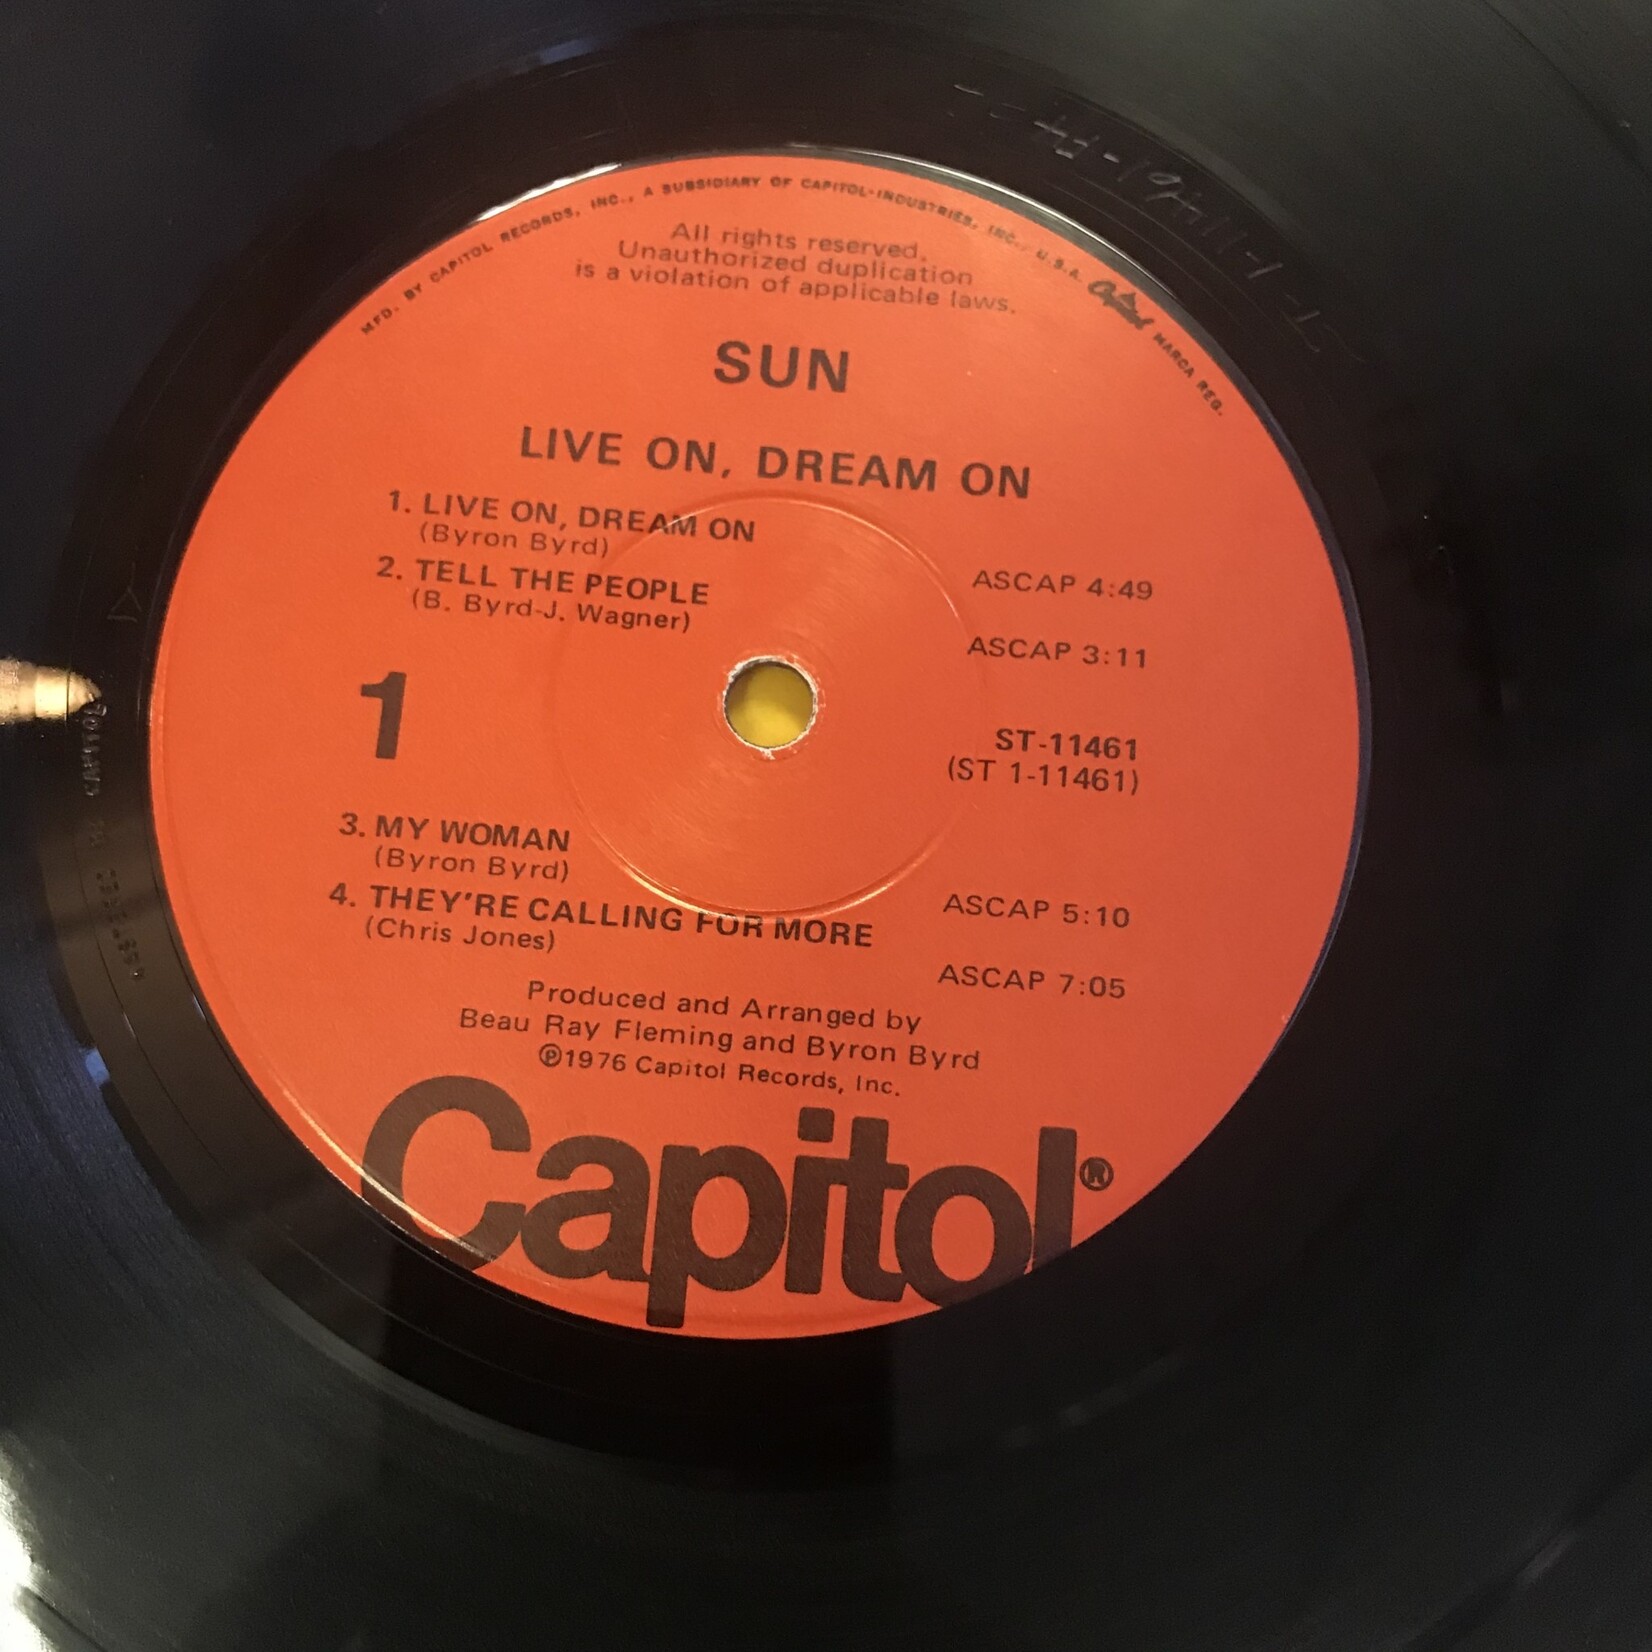 MFD. BY CAPITOL RECORDS, INC., A SUBSIDIARY OF CAPITOL-INDUSTRIES, INC., U.S.A. Capitol MARCA REG.
All rights reserved.
Unauthorized duplication
is a violation of applicable laws.
SUN
LIVE ON, DREAM ON
1. LIVE ON, DREAM ON
(Byron Byrd)
ASCAP 4:49
2. TELL THE PEOPLE
(B. Byrd-J. Wagner)
ASCAP 3:11
1
ST-11461
(ST 1-11461)
3. MY WOMAN
(Byron Byrd)
ASCAP 5:10
4. THEY'RE CALLING FOR MORE
(Chris Jones)
ASCAP 7:05
Produced and Arranged by
Beau Ray Fleming and Byron Byrd
℗1976 Capitol Records, Inc.
Capitol®